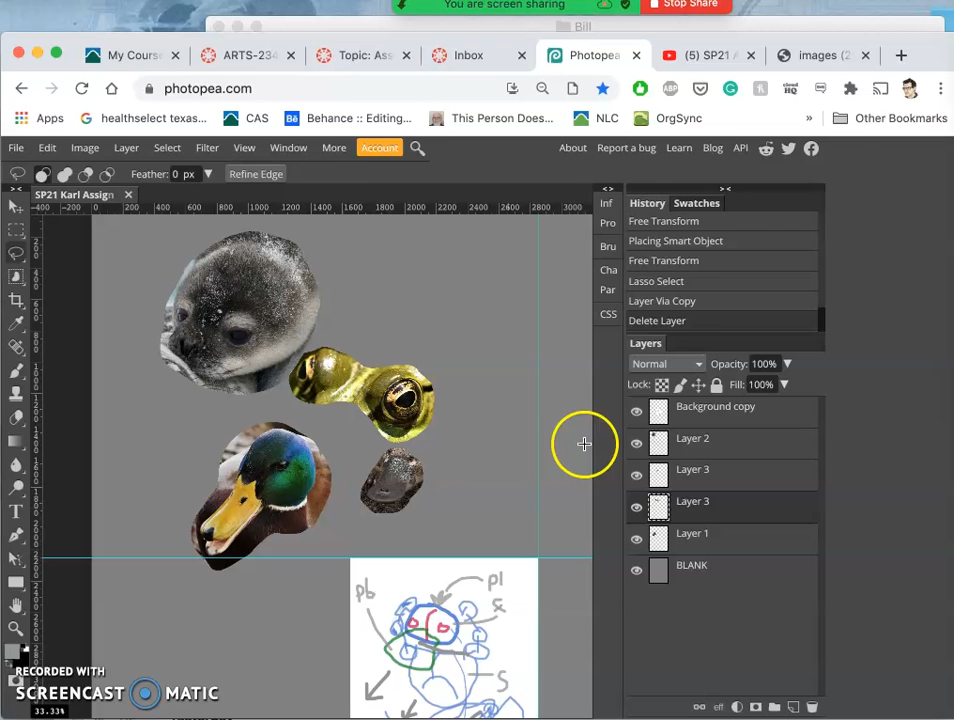 You are screen sharing
Stop Share
Bill
My Course
ARTS-234
Topic: Ass
Inbox
Photopea
(5) SP21 A
images (2
photopea.com
Apps
healthselect texas...
CAS
Behance :: Editing...
This Person Does...
NLC
OrgSync
»
Other Bookmarks
File Edit Image Layer Select Filter View Window More Account
About Report a bug Learn Blog API
Feather: 0 px
Refine Edge
SP21 Karl Assign
-400 -200 0 200 400 600 800 1000 1200 1400 1600 1800 2000 2200 2400 2600 2800 3000
< >
> <
Inf
Pro
Bru
Cha
Par
CSS
History Swatches
Free Transform
Placing Smart Object
Free Transform
Lasso Select
Layer Via Copy
Delete Layer
Layers
Normal
Opacity: 100%
Lock:
Fill: 100%
Background copy
Layer 2
Layer 3
Layer 3
Layer 1
BLANK
eff
pb
pl
S
RECORDED WITH
SCREENCAST MATIC
33.33%